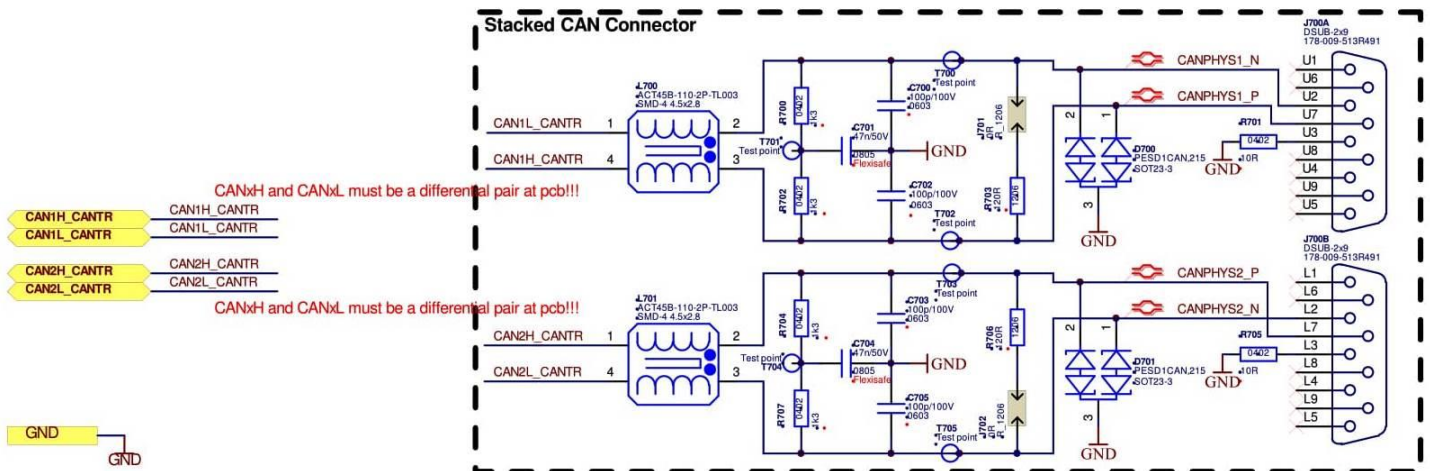 Stacked CAN Connector
J700A
DSUB-2x9
178-009-513R491
L700
ACT45B-110-2P-TL003
SMD-4 4.5x2.8
CAN1L_CANTR
1
2
CAN1H_CANTR
4
3
R700
0402
1k3
T701
Test point
R702
0402
1k3
C700
100p/100V
0603
C701
47n/50V
0805
Flexisafe
GND
C702
100p/100V
0603
T700
Test point
T702
J701
0R
R_1206
R703
120R
1206
CANPHYS1_N
CANPHYS1_P
2
1
D700
PESD1CAN,215
SOT23-3
3
GND
R701
0402
10R
GND
U1
U6
U2
U7
U3
U8
U4
U9
U5
CANxH and CANxL must be a differential pair at pcb!!!
CAN1H_CANTR
CAN1H_CANTR
CAN1L_CANTR
CAN1L_CANTR
CAN2H_CANTR
CAN2H_CANTR
CAN2L_CANTR
CAN2L_CANTR
CANxH and CANxL must be a differential pair at pcb!!!
J700B
DSUB-2x9
178-009-513R491
L701
ACT45B-110-2P-TL003
SMD-4 4.5x2.8
CAN2H_CANTR
1
2
CAN2L_CANTR
4
3
R704
0402
1k3
Test point
T704
R707
0402
1k3
C703
100p/100V
0603
C704
47n/50V
0805
Flexisafe
GND
C705
100p/100V
0603
T703
Test point
T705
Test point
R706
120R
1206
J702
0R
R_1206
CANPHYS2_P
CANPHYS2_N
2
1
D701
PESD1CAN,215
SOT23-3
3
GND
R705
0402
10R
GND
L1
L6
L2
L7
L3
L8
L4
L9
L5
GND
GND